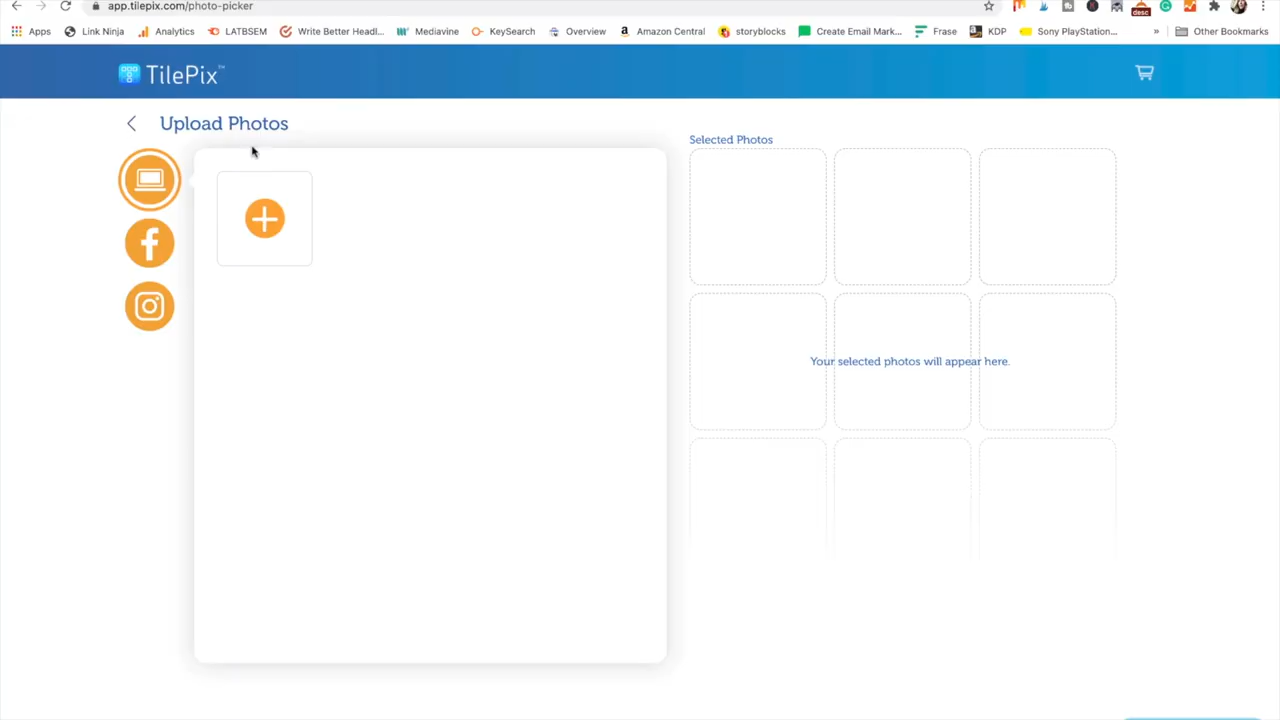 app.tilepix.com/photo-picker
Apps Link Ninja Analytics LATBSEM Write Better Headl... Mediavine KeySearch Overview Amazon Central storyblocks Create Email Mark... Frase KDP Sony PlayStation... » Other Bookmarks
desc
TilePix™
Upload Photos
Selected Photos
Your selected photos will appear here.